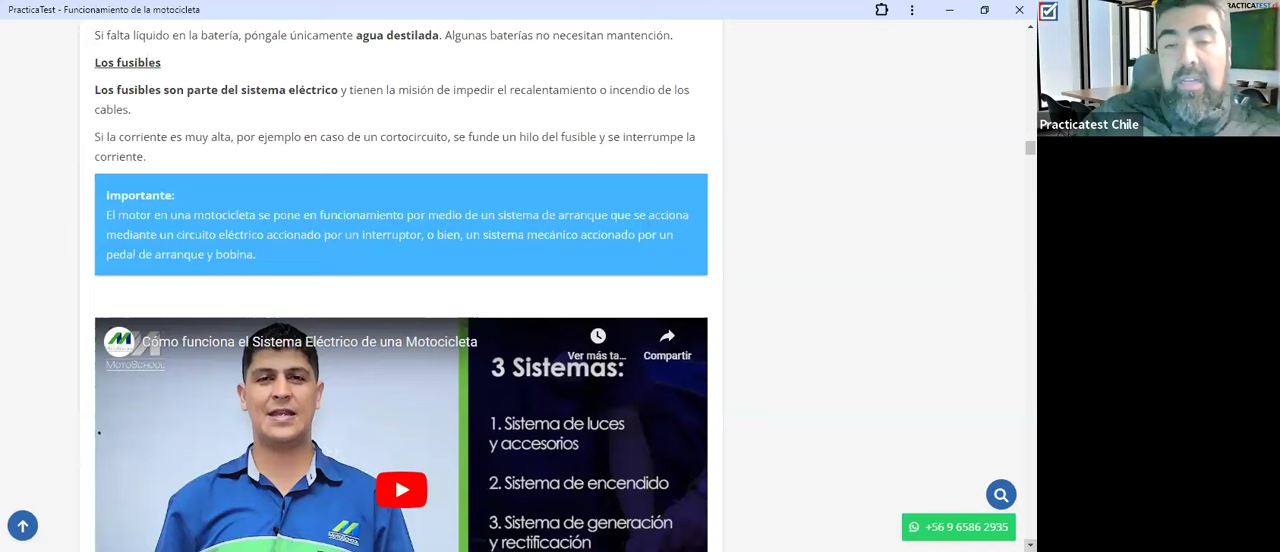 PracticaTest - Funcionamiento de la motocicleta
Si falta líquido en la batería, póngale únicamente agua destilada. Algunas baterías no necesitan mantención.
Los fusibles
Los fusibles son parte del sistema eléctrico y tienen la misión de impedir el recalentamiento o incendio de los
cables.
Si la corriente es muy alta, por ejemplo en caso de un cortocircuito, se funde un hilo del fusible y se interrumpe la
corriente.
Importante:
El motor en una motocicleta se pone en funcionamiento por medio de un sistema de arranque que se acciona
mediante un circuito eléctrico accionado por un interruptor, o bien, un sistema mecánico accionado por un
pedal de arranque y bobina.
Cómo funciona el Sistema Eléctrico de una Motocicleta
MOTOSCHOOL
Ver más ta...
Compartir
3 Sistemas:
1. Sistema de luces
y accesorios
2. Sistema de encendido
3. Sistema de generación
y rectificación
+56 9 6586 2935
Practicatest Chile